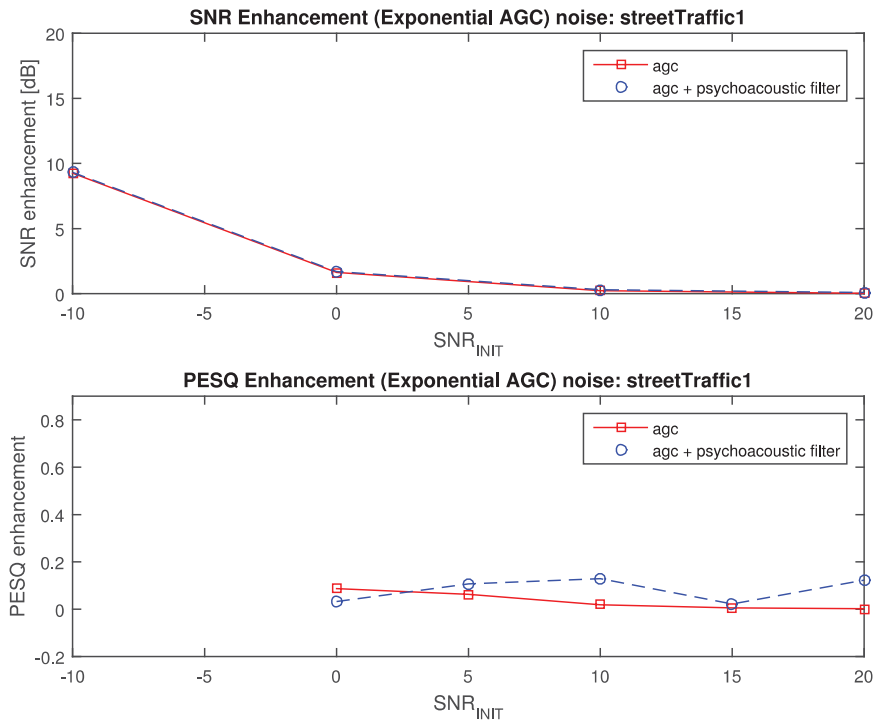 SNR Enhancement (Exponential AGC) noise: streetTraffic1
20
15
10
5
0
SNR enhancement [dB]
agc
agc + psychoacoustic filter
-10 -5 0 5 10 15 20
SNR_INIT
PESQ Enhancement (Exponential AGC) noise: streetTraffic1
0.8
0.6
0.4
0.2
0
-0.2
PESQ enhancement
agc
agc + psychoacoustic filter
-10 -5 0 5 10 15 20
SNR_INIT